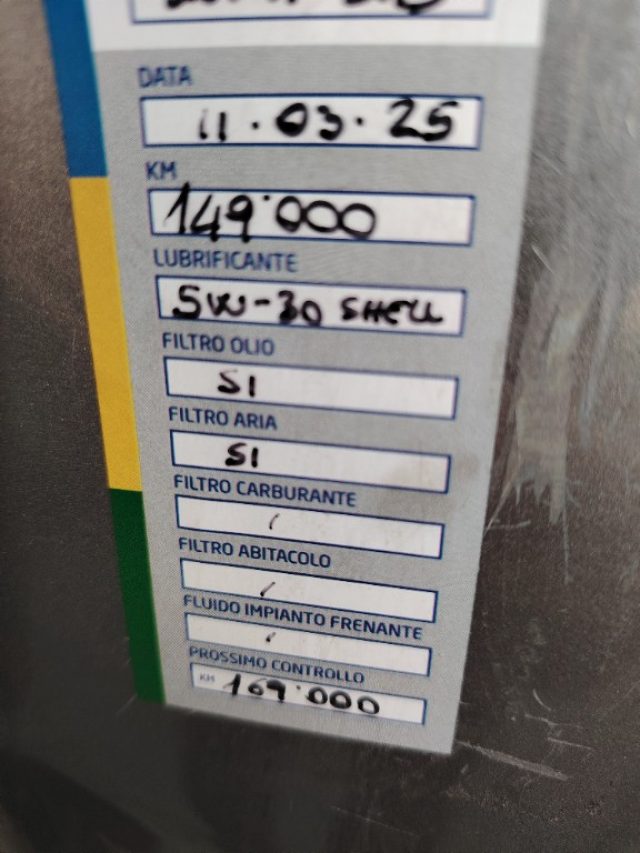 DATA
11.03.25
KM
149'000
LUBRIFICANTE
5W-30 SHELL
FILTRO OLIO
SI
FILTRO ARIA
SI
FILTRO CARBURANTE
/
FILTRO ABITACOLO
/
FLUIDO IMPIANTO FRENANTE
/
PROSSIMO CONTROLLO
KM 169'000